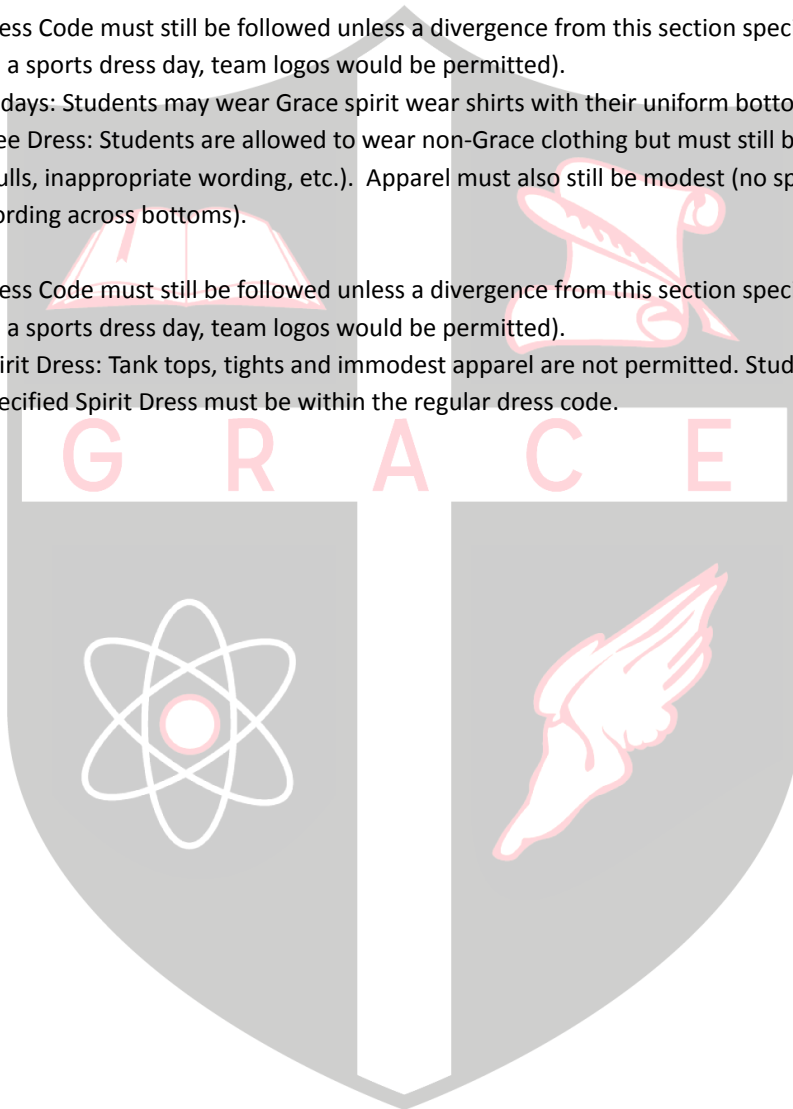 ess Code must still be followed unless a divergence from this section speci
a sports dress day, team logos would be permitted).
days: Students may wear Grace spirit wear shirts with their uniform botto
ee Dress: Students are allowed to wear non-Grace clothing but must still b
ulls, inappropriate wording, etc.).  Apparel must also still be modest (no sp
ording across bottoms).
ess Code must still be followed unless a divergence from this section speci
a sports dress day, team logos would be permitted).
irit Dress: Tank tops, tights and immodest apparel are not permitted. Stud
ecified Spirit Dress must be within the regular dress code.
G R A C E